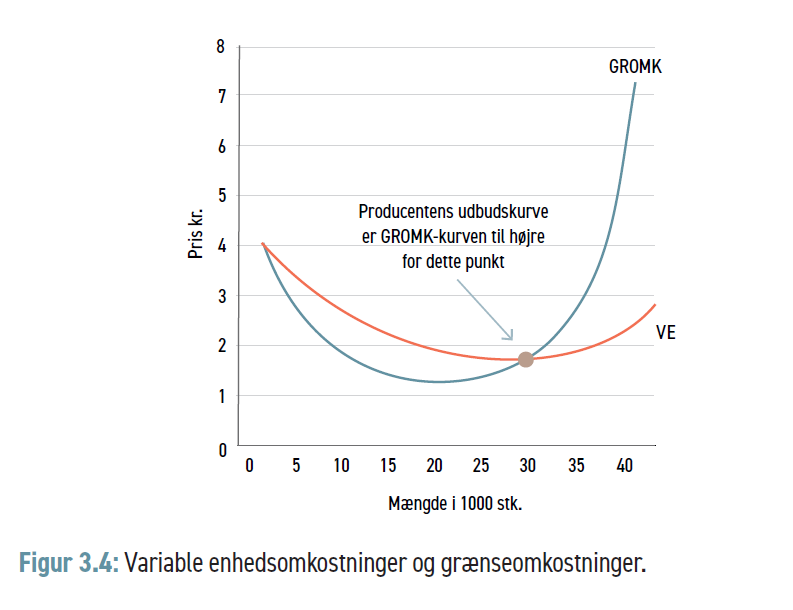 8
GROMK
7
6
5
Producentens udbudskurve
er GROMK-kurven til højre
for dette punkt
4
3
2
1
0
Pris kr.
VE
0 5 10 15 20 25 30 35 40
Mængde i 1000 stk.
Figur 3.4: Variable enhedsomkostninger og grænseomkostninger.